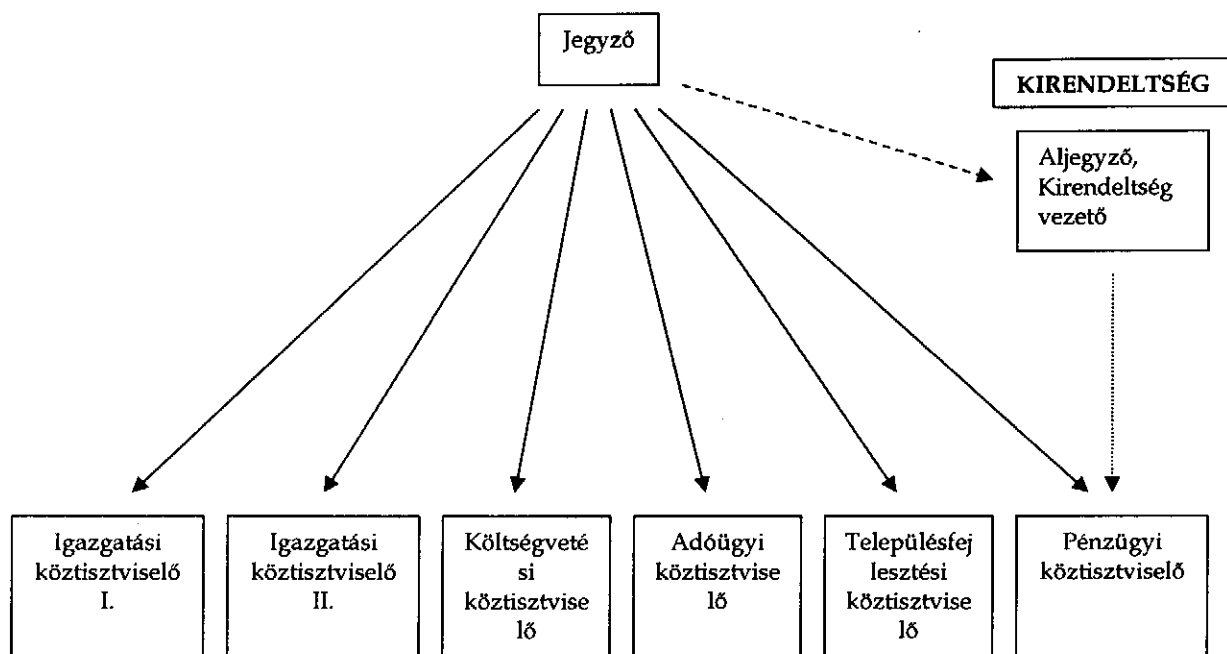 Jegyző
KIRENDELTSÉG
Aljegyző,
Kirendeltség
vezető
Igazgatási
köztisztviselő
I.
Igazgatási
köztisztviselő
II.
Költségveté
si
köztisztvise
lő
Adóügyi
köztisztvise
lő
Településfej
lesztési
köztisztvise
lő
Pénzügyi
köztisztviselő